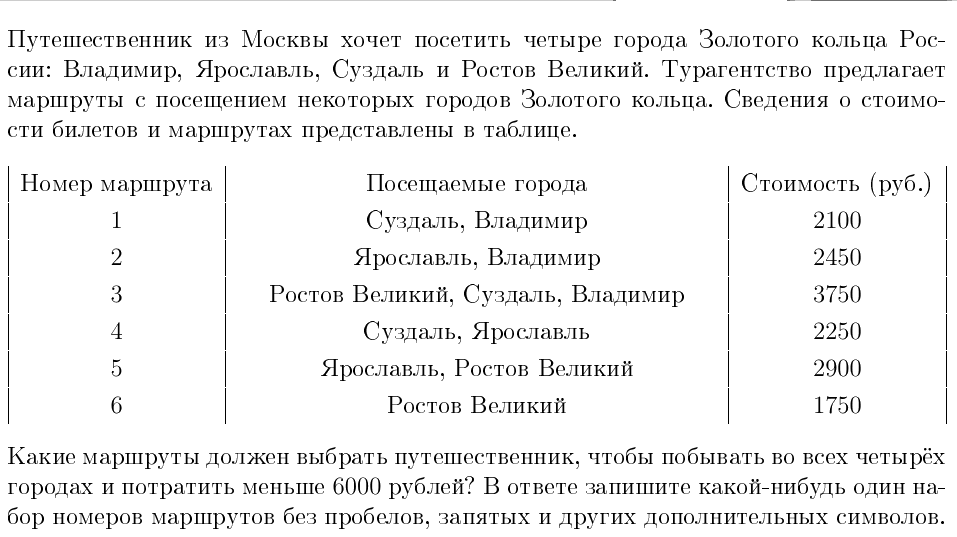 Путешественник из Москвы хочет посетить четыре города Золотого кольца Рос-
сии: Владимир, Ярославль, Суздаль и Ростов Великий. Турагентство предлагает
маршруты с посещением некоторых городов Золотого кольца. Сведения о стоимо-
сти билетов и маршрутах представлены в таблице.
Номер маршрута Посещаемые города Стоимость (руб.)
1 Суздаль, Владимир 2100
2 Ярославль, Владимир 2450
3 Ростов Великий, Суздаль, Владимир 3750
4 Суздаль, Ярославль 2250
5 Ярославль, Ростов Великий 2900
6 Ростов Великий 1750
Какие маршруты должен выбрать путешественник, чтобы побывать во всех четырёх
городах и потратить меньше 6000 рублей? В ответе запишите какой-нибудь один на-
бор номеров маршрутов без пробелов, запятых и других дополнительных символов.